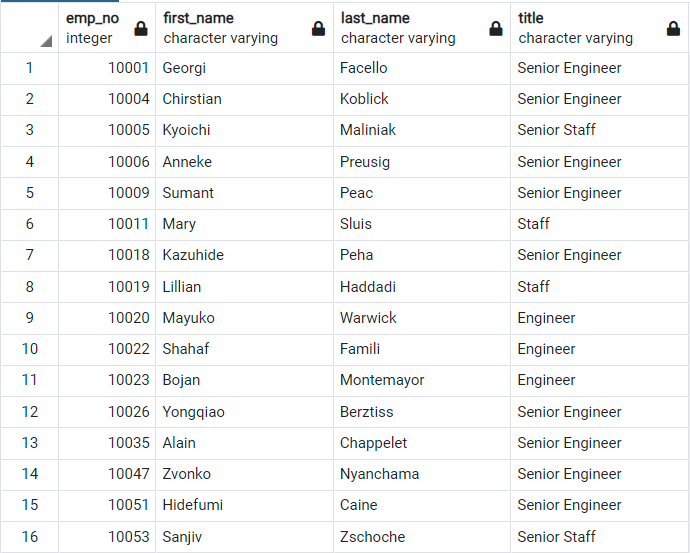 emp_no first_name last_name title
integer character varying character varying character varying
1 10001 Georgi Facello Senior Engineer
2 10004 Chirstian Koblick Senior Engineer
3 10005 Kyoichi Maliniak Senior Staff
4 10006 Anneke Preusig Senior Engineer
5 10009 Sumant Peac Senior Engineer
6 10011 Mary Sluis Staff
7 10018 Kazuhide Peha Senior Engineer
8 10019 Lillian Haddadi Staff
9 10020 Mayuko Warwick Engineer
10 10022 Shahaf Famili Engineer
11 10023 Bojan Montemayor Engineer
12 10026 Yongqiao Berztiss Senior Engineer
13 10035 Alain Chappelet Senior Engineer
14 10047 Zvonko Nyanchama Senior Engineer
15 10051 Hidefumi Caine Senior Engineer
16 10053 Sanjiv Zschoche Senior Staff